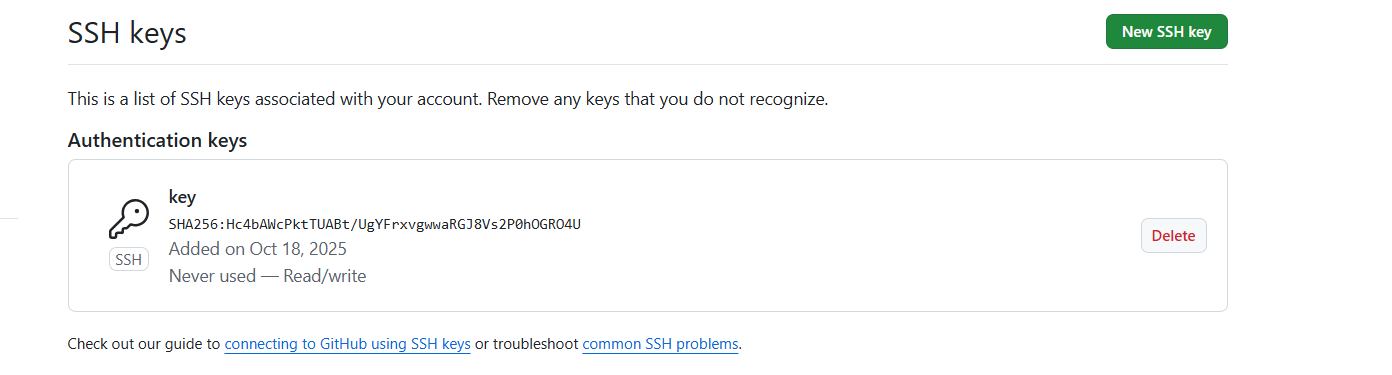 SSH keys
New SSH key
This is a list of SSH keys associated with your account. Remove any keys that you do not recognize.
Authentication keys
key
SHA256:Hc4bAWcPktTUABt/UgYFrxvgwwaRGJ8Vs2P0hOGRO4U
Added on Oct 18, 2025
Never used — Read/write
SSH
Delete
Check out our guide to connecting to GitHub using SSH keys or troubleshoot common SSH problems.